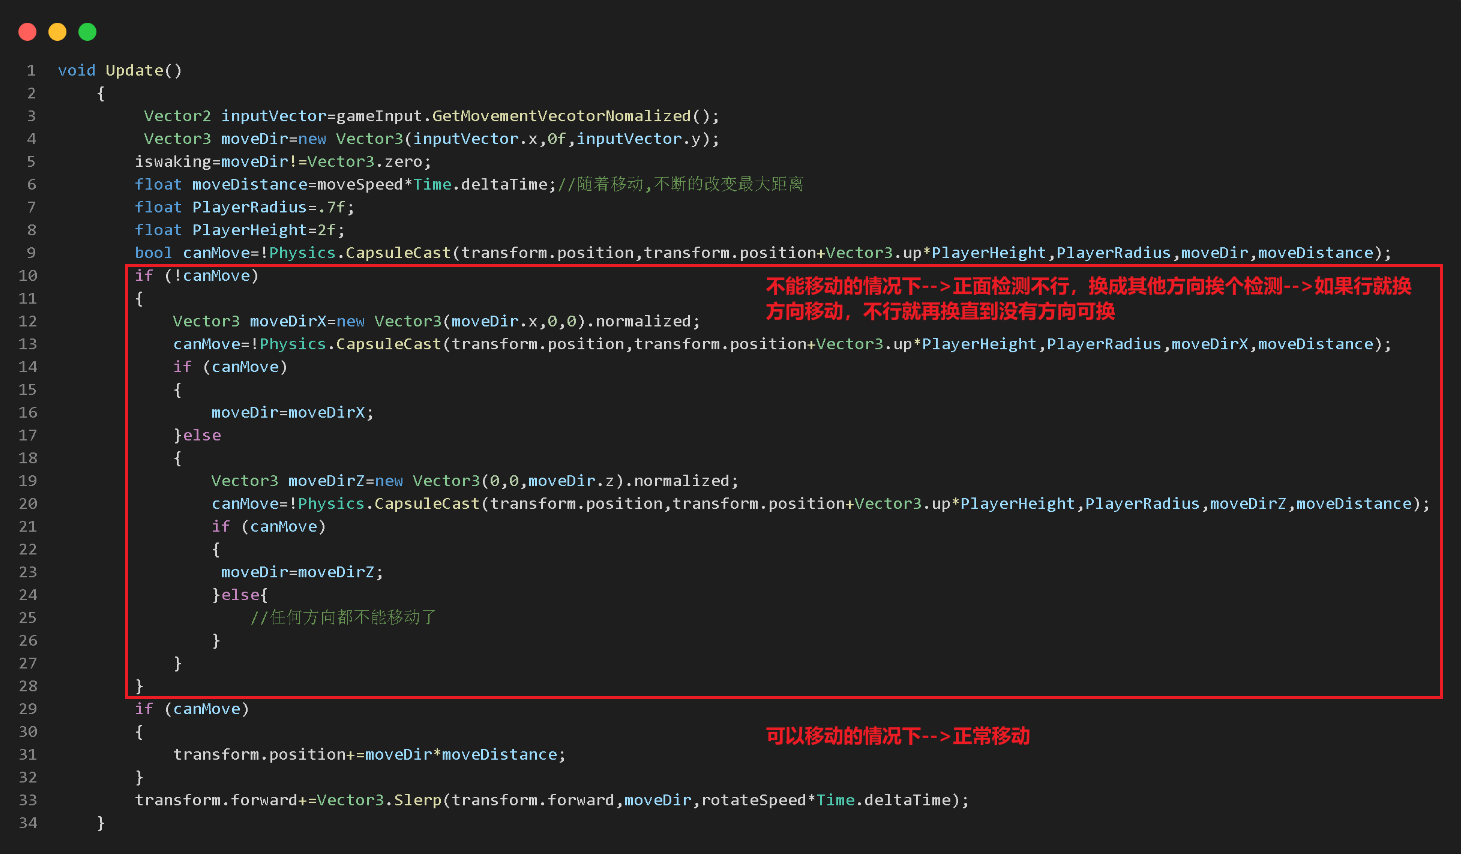 1 void Update()
2 {
3 Vector2 inputVector=gameInput.GetMovementVecotorNomalized();
4 Vector3 moveDir=new Vector3(inputVector.x,0f,inputVector.y);
5 iswaking=moveDir!=Vector3.zero;
6 float moveDistance=moveSpeed*Time.deltaTime;//随着移动,不断的改变最大距离
7 float PlayerRadius=.7f;
8 float PlayerHeight=2f;
9 bool canMove=!Physics.CapsuleCast(transform.position,transform.position+Vector3.up*PlayerHeight,PlayerRadius,moveDir,moveDistance);
10 if (!canMove)
不能移动的情况下-->正面检测不行，换成其他方向挨个检测-->如果行就换
11 {
方向移动，不行就再换直到没有方向可换
12 Vector3 moveDirX=new Vector3(moveDir.x,0,0).normalized;
13 canMove=!Physics.CapsuleCast(transform.position,transform.position+Vector3.up*PlayerHeight,PlayerRadius,moveDirX,moveDistance);
14 if (canMove)
15 {
16 moveDir=moveDirX;
17 }else
18 {
19 Vector3 moveDirZ=new Vector3(0,0,moveDir.z).normalized;
20 canMove=!Physics.CapsuleCast(transform.position,transform.position+Vector3.up*PlayerHeight,PlayerRadius,moveDirZ,moveDistance);
21 if (canMove)
22 {
23 moveDir=moveDirZ;
24 }else{
25 //任何方向都不能移动了
26 }
27 }
28 }
29 if (canMove)
30 {
可以移动的情况下-->正常移动
31 transform.position+=moveDir*moveDistance;
32 }
33 transform.forward+=Vector3.Slerp(transform.forward,moveDir,rotateSpeed*Time.deltaTime);
34 }